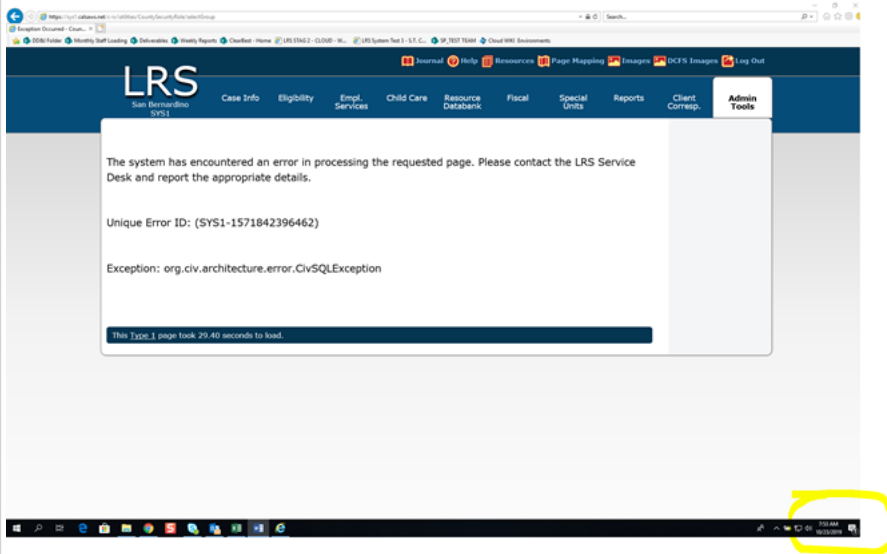 Search...
Exception Occurred - Coun...
DDBI Folder Monthly Staff Loading Deliverables Weekly Reports ClearBest - Home LRS STAG 2 - CLOUD - W... LRS System Test 3 - S.T. C... SP_TEST TEAM Cloud WIKI Environments
Journal Help Resources Page Mapping Images DCFS Images Log Out
LRS
San Bernardino
SYS1
Case Info
Eligibility
Empl.
Services
Child Care
Resource
Databank
Fiscal
Special
Units
Reports
Client
Corresp.
Admin
Tools
The system has encountered an error in processing the requested page. Please contact the LRS Service
Desk and report the appropriate details.
Unique Error ID: (SYS1-1571842396462)
Exception: org.civ.architecture.error.CivSQLException
This Type 1 page took 29.40 seconds to load.
7:53 AM
10/23/2019